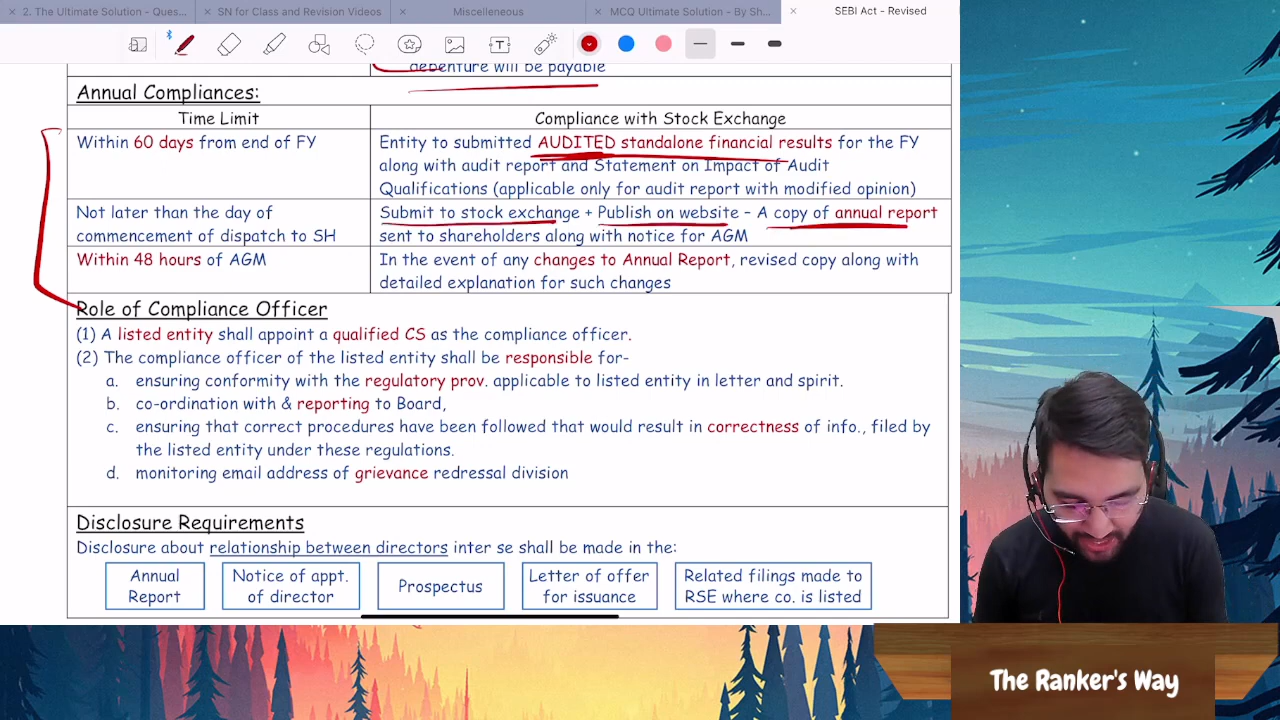 2. The Ultimate Solution - Ques...
SN for Class and Revision Videos
Miscellaneous
MCQ Ultimate Solution - By Sh...
SEBI Act - Revised
debenture will be payable
Annual Compliances:
Time Limit
Compliance with Stock Exchange
Within 60 days from end of FY
Entity to submitted AUDITED standalone financial results for the FY
along with audit report and Statement on Impact of Audit
Qualifications (applicable only for audit report with modified opinion)
Not later than the day of
commencement of dispatch to SH
Submit to stock exchange + Publish on website – A copy of annual report
sent to shareholders along with notice for AGM
Within 48 hours of AGM
In the event of any changes to Annual Report, revised copy along with
detailed explanation for such changes
Role of Compliance Officer
(1) A listed entity shall appoint a qualified CS as the compliance officer.
(2) The compliance officer of the listed entity shall be responsible for-
a. ensuring conformity with the regulatory prov. applicable to listed entity in letter and spirit.
b. co-ordination with & reporting to Board,
c. ensuring that correct procedures have been followed that would result in correctness of info., filed by
the listed entity under these regulations.
d. monitoring email address of grievance redressal division
Disclosure Requirements
Disclosure about relationship between directors inter se shall be made in the:
Annual
Report
Notice of appt.
of director
Prospectus
Letter of offer
for issuance
Related filings made to
RSE where co. is listed
The Ranker's Way